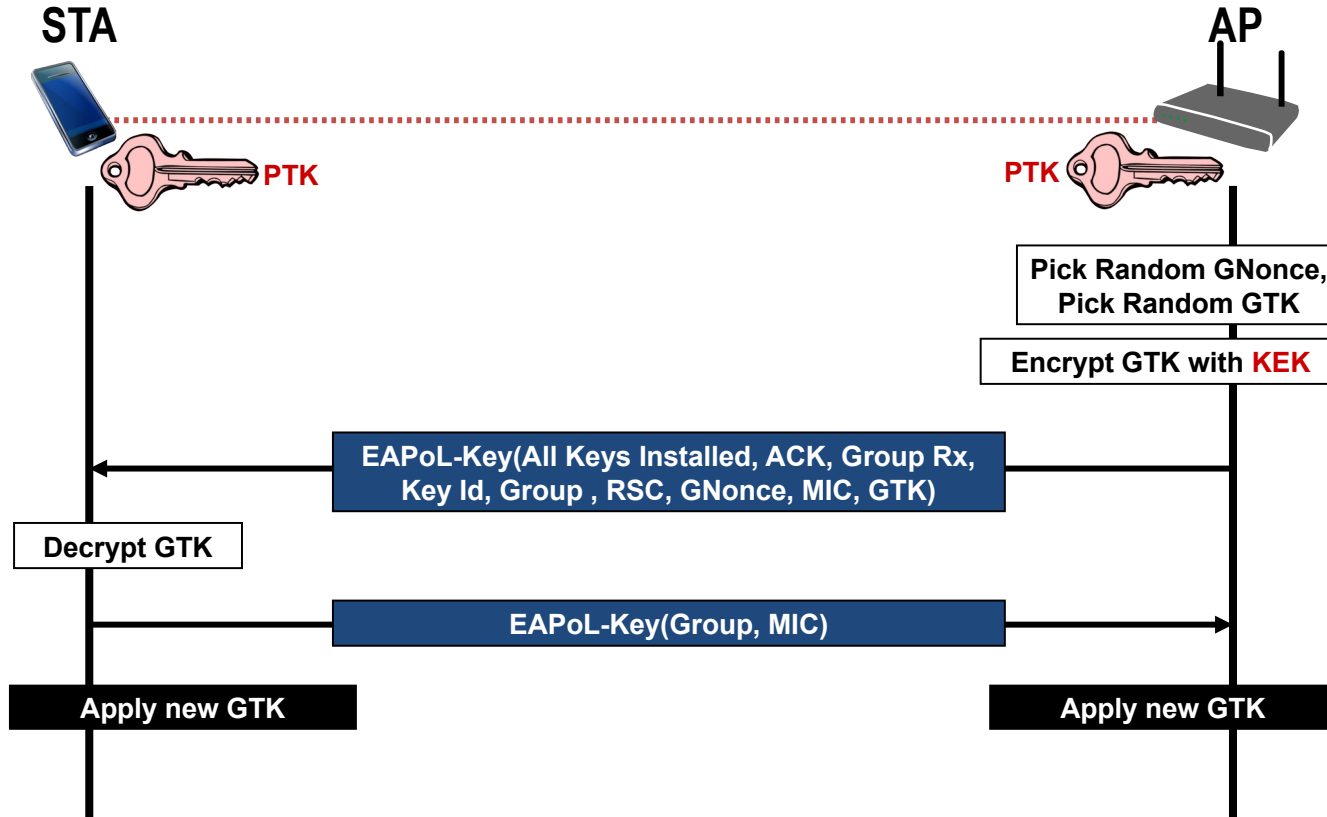 STA
AP
PTK
PTK
Pick Random GNonce,
Pick Random GTK
Encrypt GTK with KEK
EAPoL-Key(All Keys Installed, ACK, Group Rx,
Key Id, Group , RSC, GNonce, MIC, GTK)
Decrypt GTK
EAPoL-Key(Group, MIC)
Apply new GTK
Apply new GTK